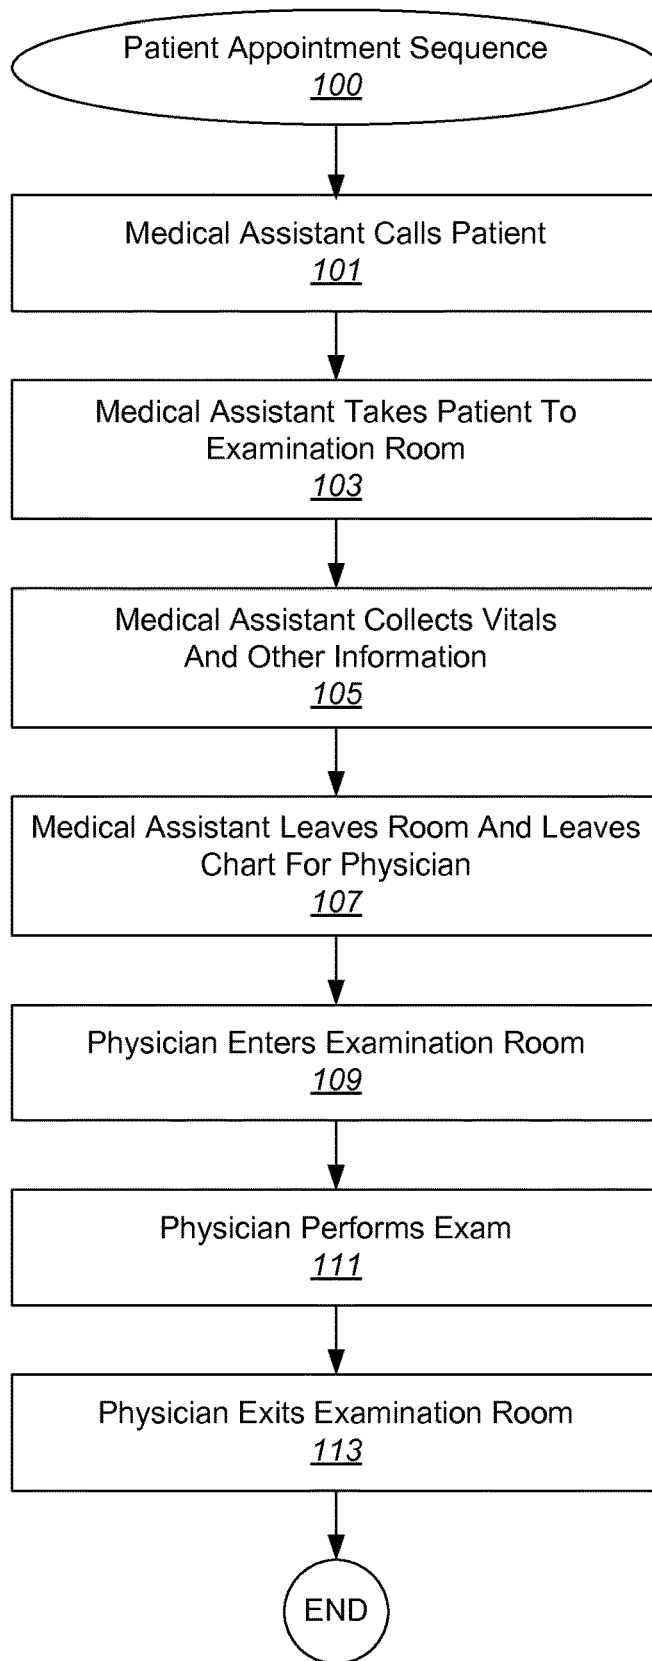 Patient Appointment Sequence
100
Medical Assistant Calls Patient
101
Medical Assistant Takes Patient To
Examination Room
103
Medical Assistant Collects Vitals
And Other Information
105
Medical Assistant Leaves Room And Leaves
Chart For Physician
107
Physician Enters Examination Room
109
Physician Performs Exam
111
Physician Exits Examination Room
113
END